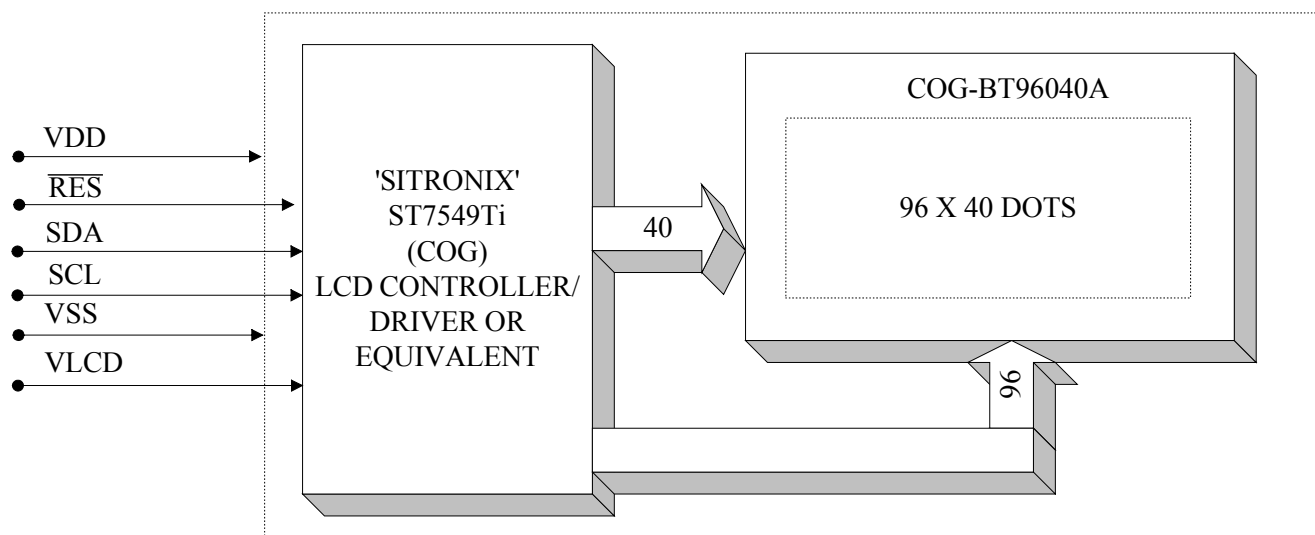 VDD
R̅E̅S̅
SDA
SCL
VSS
VLCD
'SITRONIX'
ST7549Ti
(COG)
LCD CONTROLLER/
DRIVER OR
EQUIVALENT
40
COG-BT96040A
96 X 40 DOTS
96